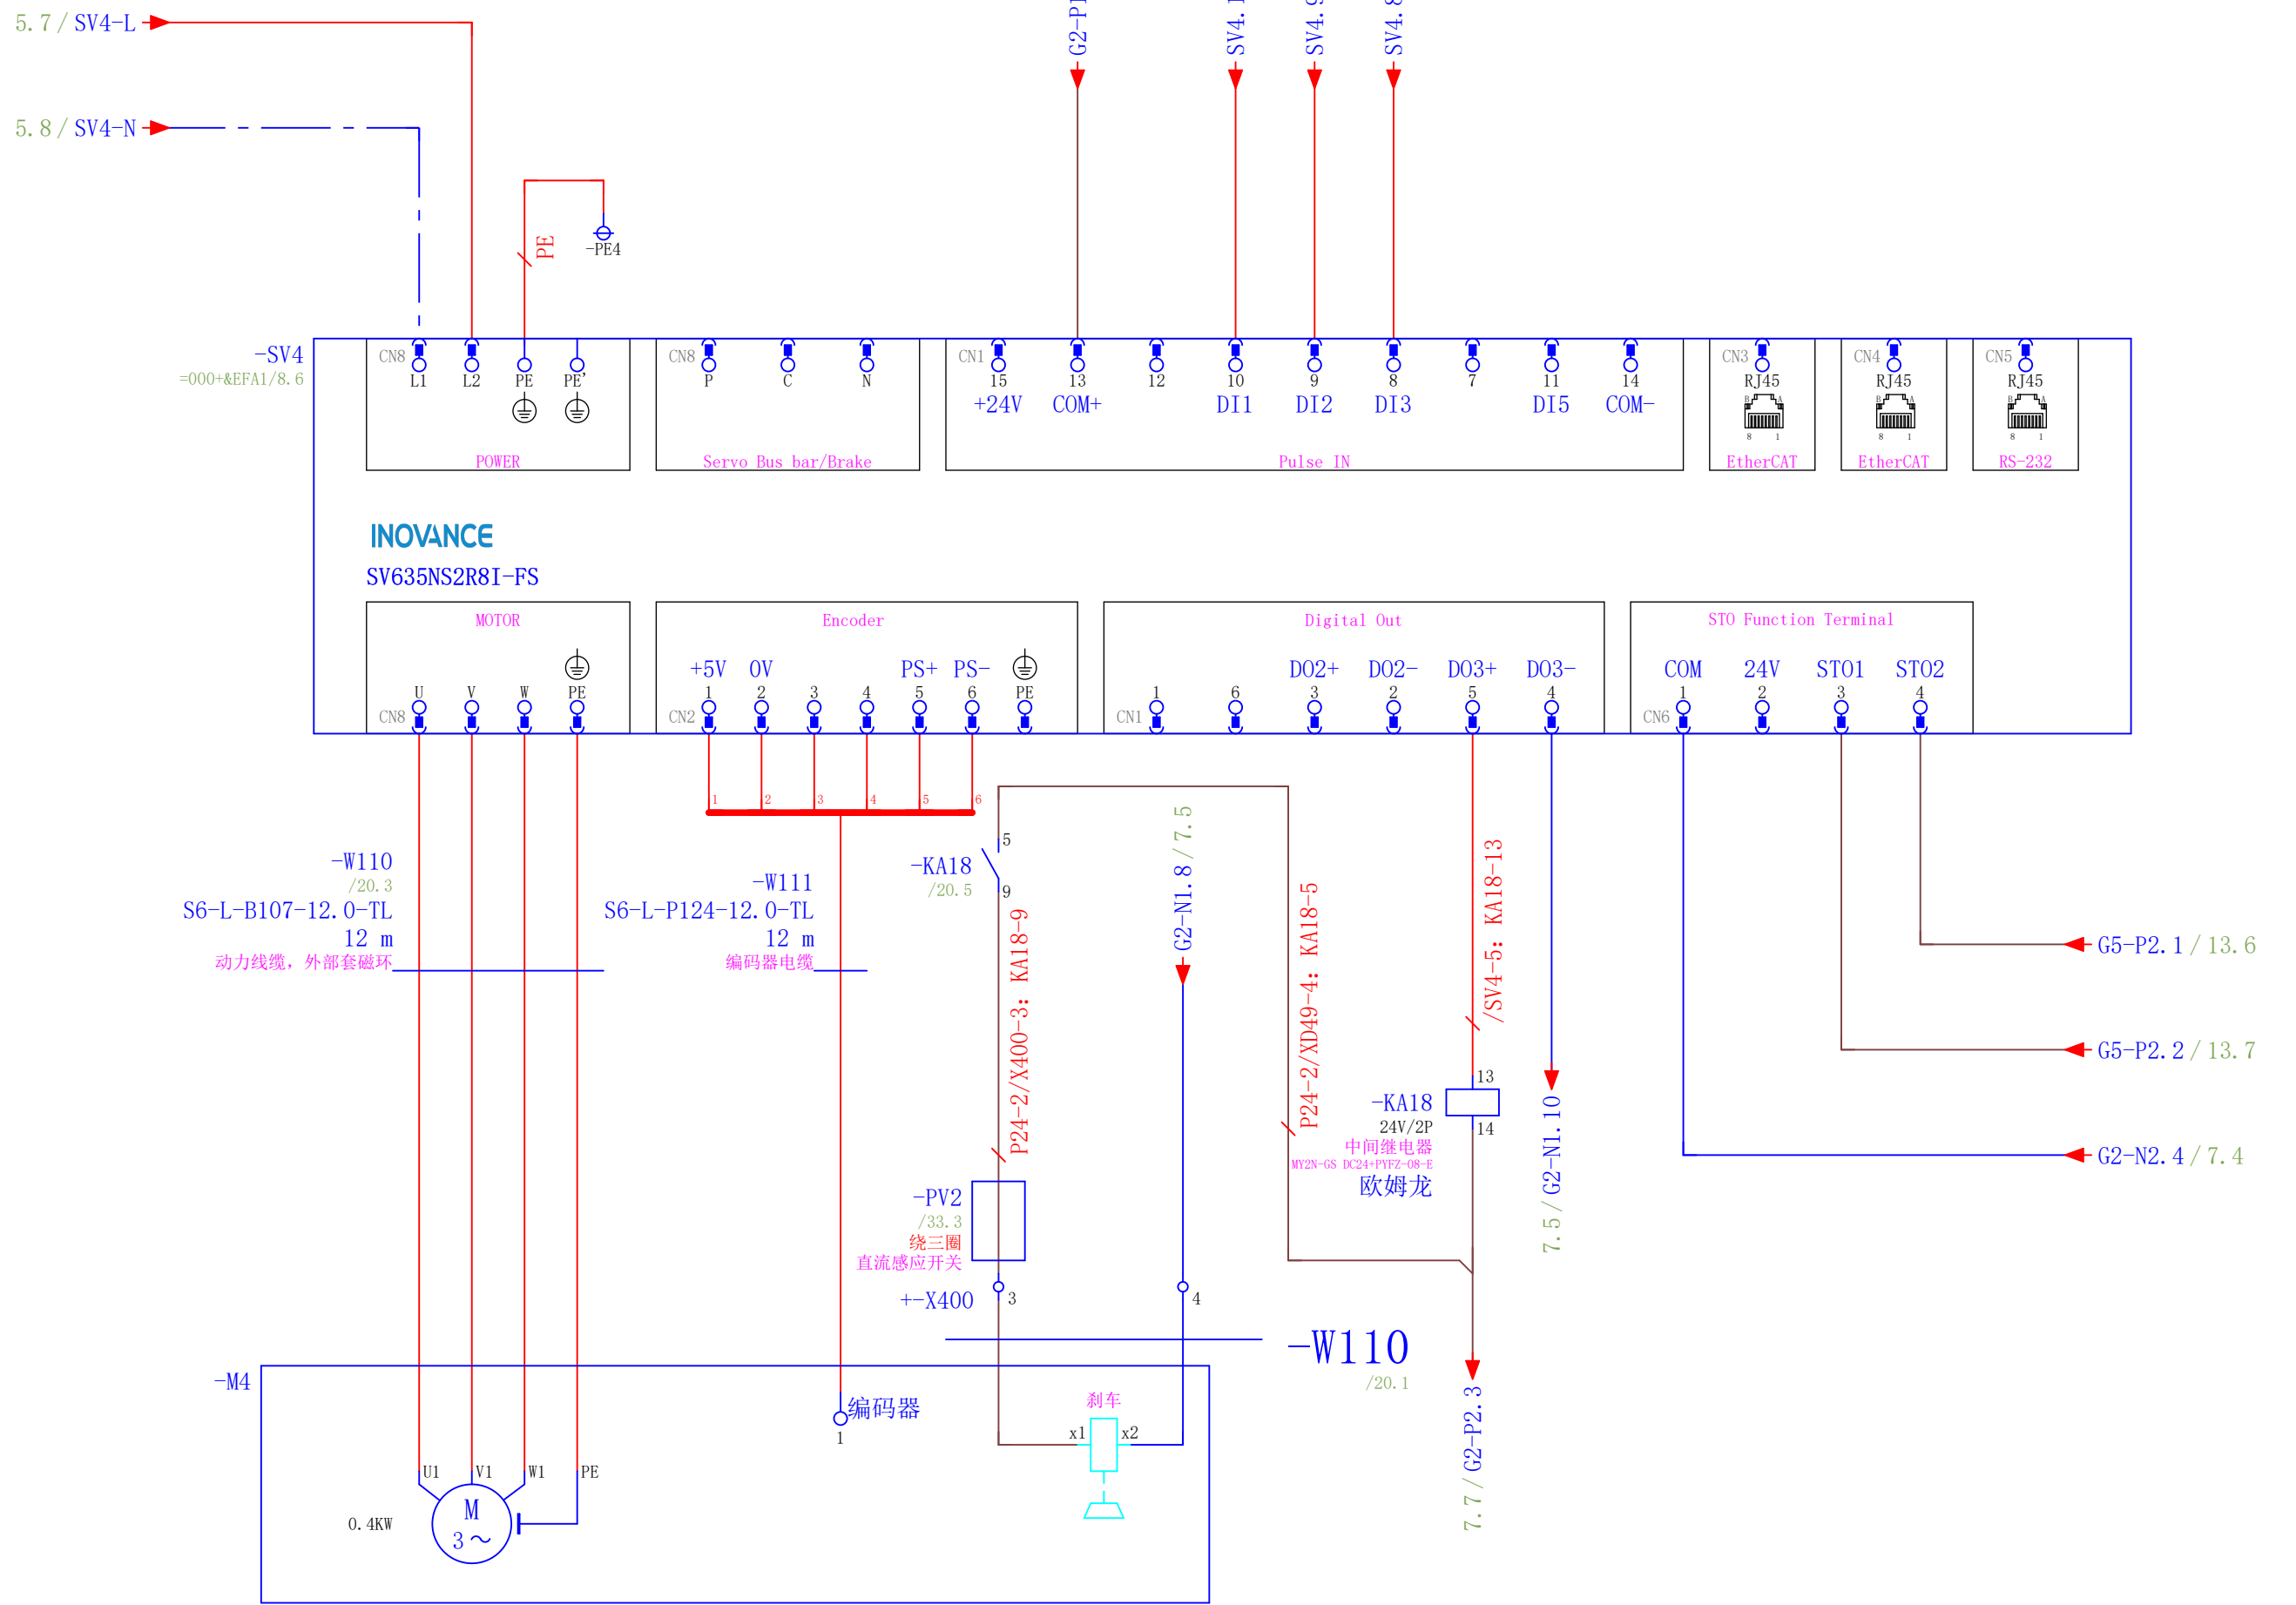 5.7/SV4-L
5.8/SV4-N
G2-P1
SV4.1
SV4.9
SV4.8
PE
-PE4
-SV4
=000+&EFA1/8.6
CN8
L1 L2 PE PE'
POWER
CN8
P C N
Servo Bus bar/Brake
CN1
15 13 12 10 9 8 7 11 14
+24V COM+ DI1 DI2 DI3 DI5 COM-
Pulse IN
CN3
RJ45
B A
8 1
EtherCAT
CN4
RJ45
B A
8 1
EtherCAT
CN5
RJ45
B A
8 1
RS-232
INOVANCE
SV635NS2R8I-FS
MOTOR
U V W PE
CN8
Encoder
+5V 0V PS+ PS-
1 2 3 4 5 6 PE
CN2
Digital Out
DO2+ DO2- DO3+ DO3-
1 6 3 2 5 4
CN1
STO Function Terminal
COM 24V STO1 STO2
1 2 3 4
CN6
1 2 3 4 5 6
-W110
/20.3
S6-L-B107-12.0-TL
12 m
动力线缆，外部套磁环
-W111
S6-L-P124-12.0-TL
12 m
编码器电缆
5
-KA18
/20.5
9
P24-2/X400-3: KA18-9
G2-N1.8/7.5
P24-2/XD49-4: KA18-5
/SV4-5: KA18-13
G5-P2.1/13.6
G5-P2.2/13.7
G2-N2.4/7.4
13
-KA18
24V/2P
14
中间继电器
MY2N-GS DC24+PYFZ-08-E
欧姆龙
7.5/G2-N1.10
-PV2
/33.3
绕三圈
直流感应开关
+-X400
3
4
-W110
/20.1
7.7/G2-P2.3
-M4
编码器
1
刹车
x1 x2
U1 V1 W1 PE
M
3～
0.4KW